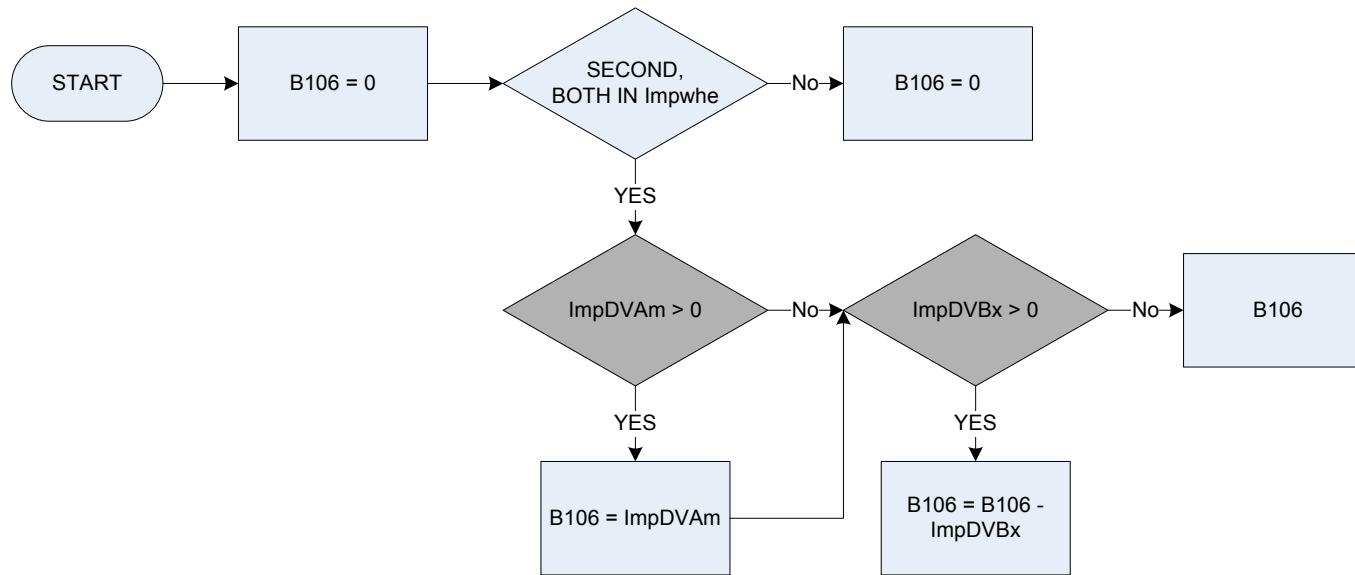 START
B106 = 0
SECOND,
BOTH IN Impwhe
No
B106 = 0
YES
ImpDVAm > 0
No
ImpDVBx > 0
No
B106
YES
YES
B106 = ImpDVAm
B106 = B106 -
ImpDVBx